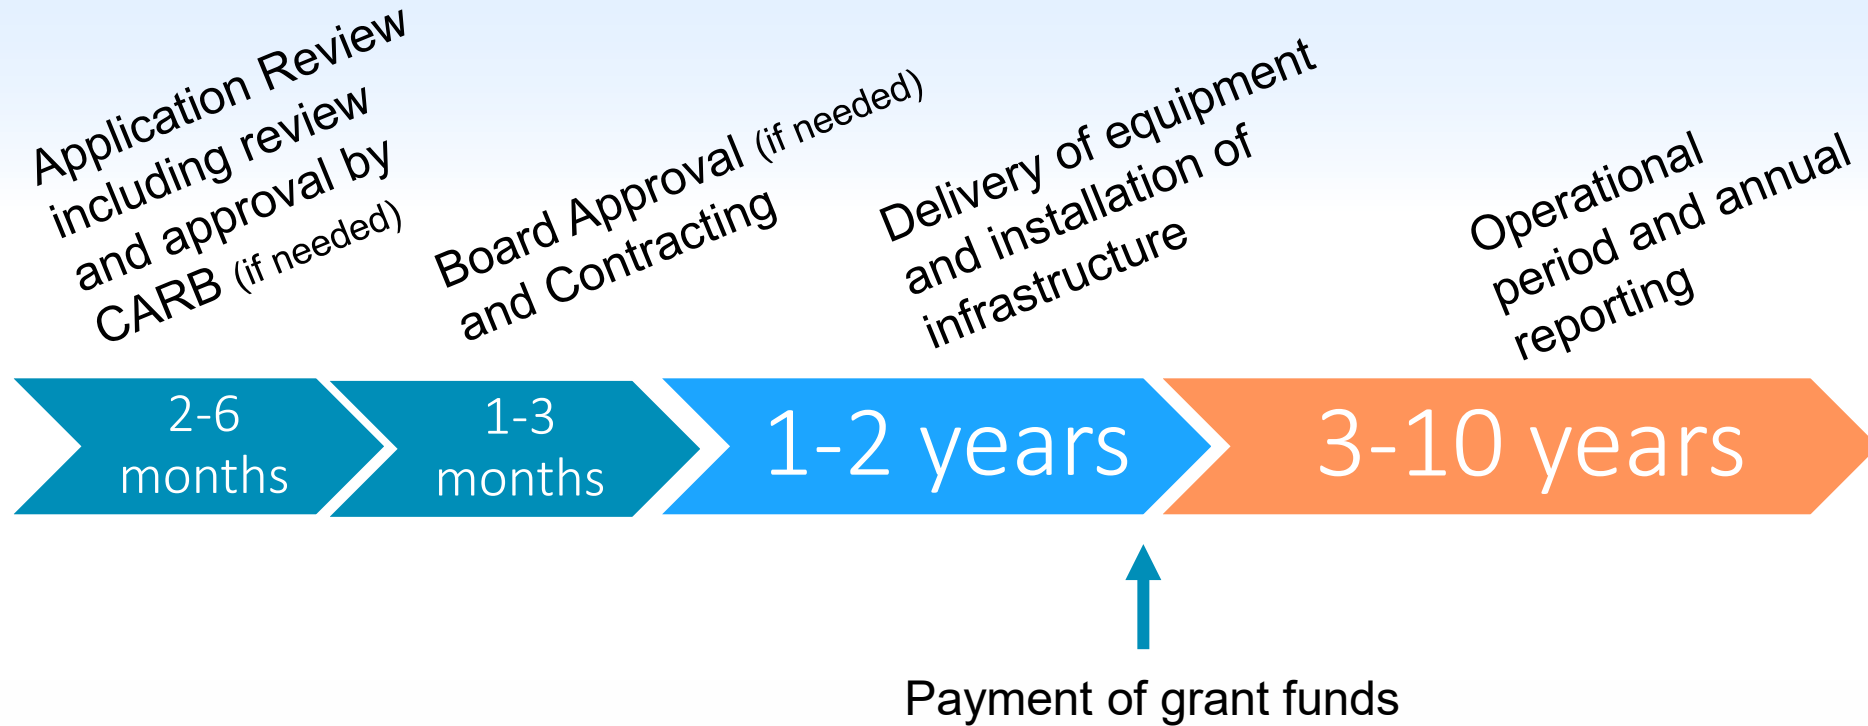 Application Review
including review
and approval by
CARB (if needed)
Board Approval (if needed)
and Contracting
Delivery of equipment
and installation of
infrastructure
Operational
period and annual
reporting
2-6
months
1-3
months
1-2 years
3-10 years
Payment of grant funds